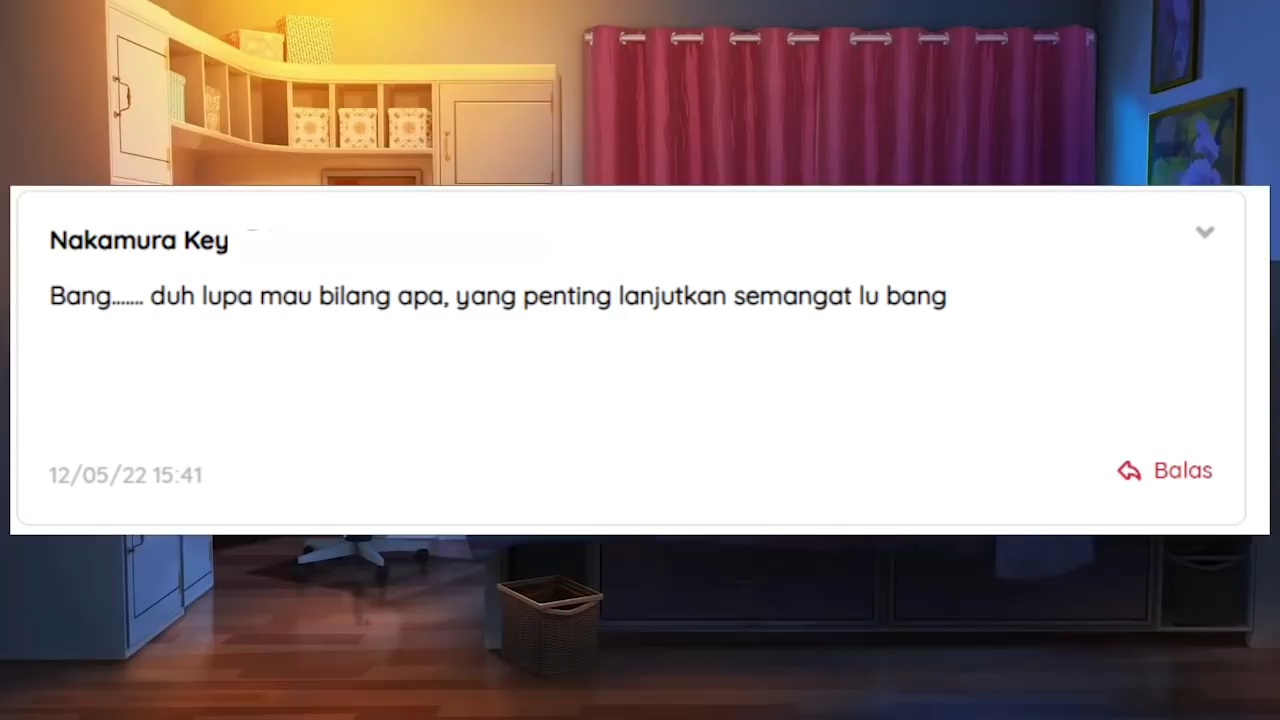 Nakamura Key
Bang....... duh lupa mau bilang apa, yang penting lanjutkan semangat lu bang
12/05/22 15:41
Balas